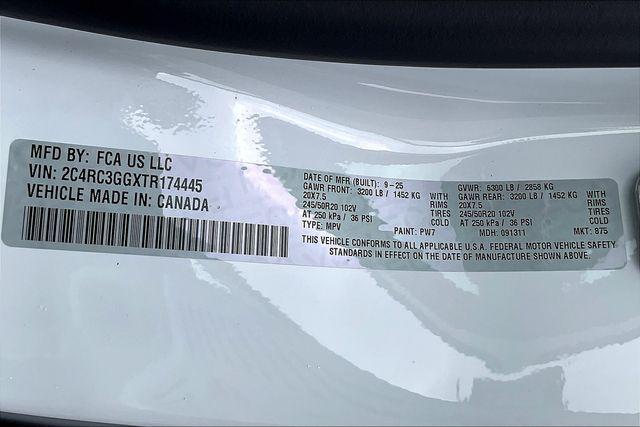 MFD BY: FCA US LLC
VIN: 2C4RC3GGXTR174445
VEHICLE MADE IN: CANADA
DATE OF MFR (BUILT): 9-25 GVWR: 6300 LB / 2858 KG
GAWR FRONT: 3200 LB / 1452 KG WITH GAWR REAR: 3200 LB / 1452 KG WITH
20X7.5 RIMS 20X7.5 RIMS
245/50R20 102V TIRES 245/50R20 102V TIRES
AT 250 kPa / 36 PSI COLD AT 250 kPa / 36 PSI COLD
TYPE: MPV PAINT: PW7 MDH: 091311 MKT: 875
THIS VEHICLE CONFORMS TO ALL APPLICABLE U.S.A. FEDERAL MOTOR VEHICLE SAFETY
STANDARDS IN EFFECT ON THE DATE OF MANUFACTURE SHOWN ABOVE.